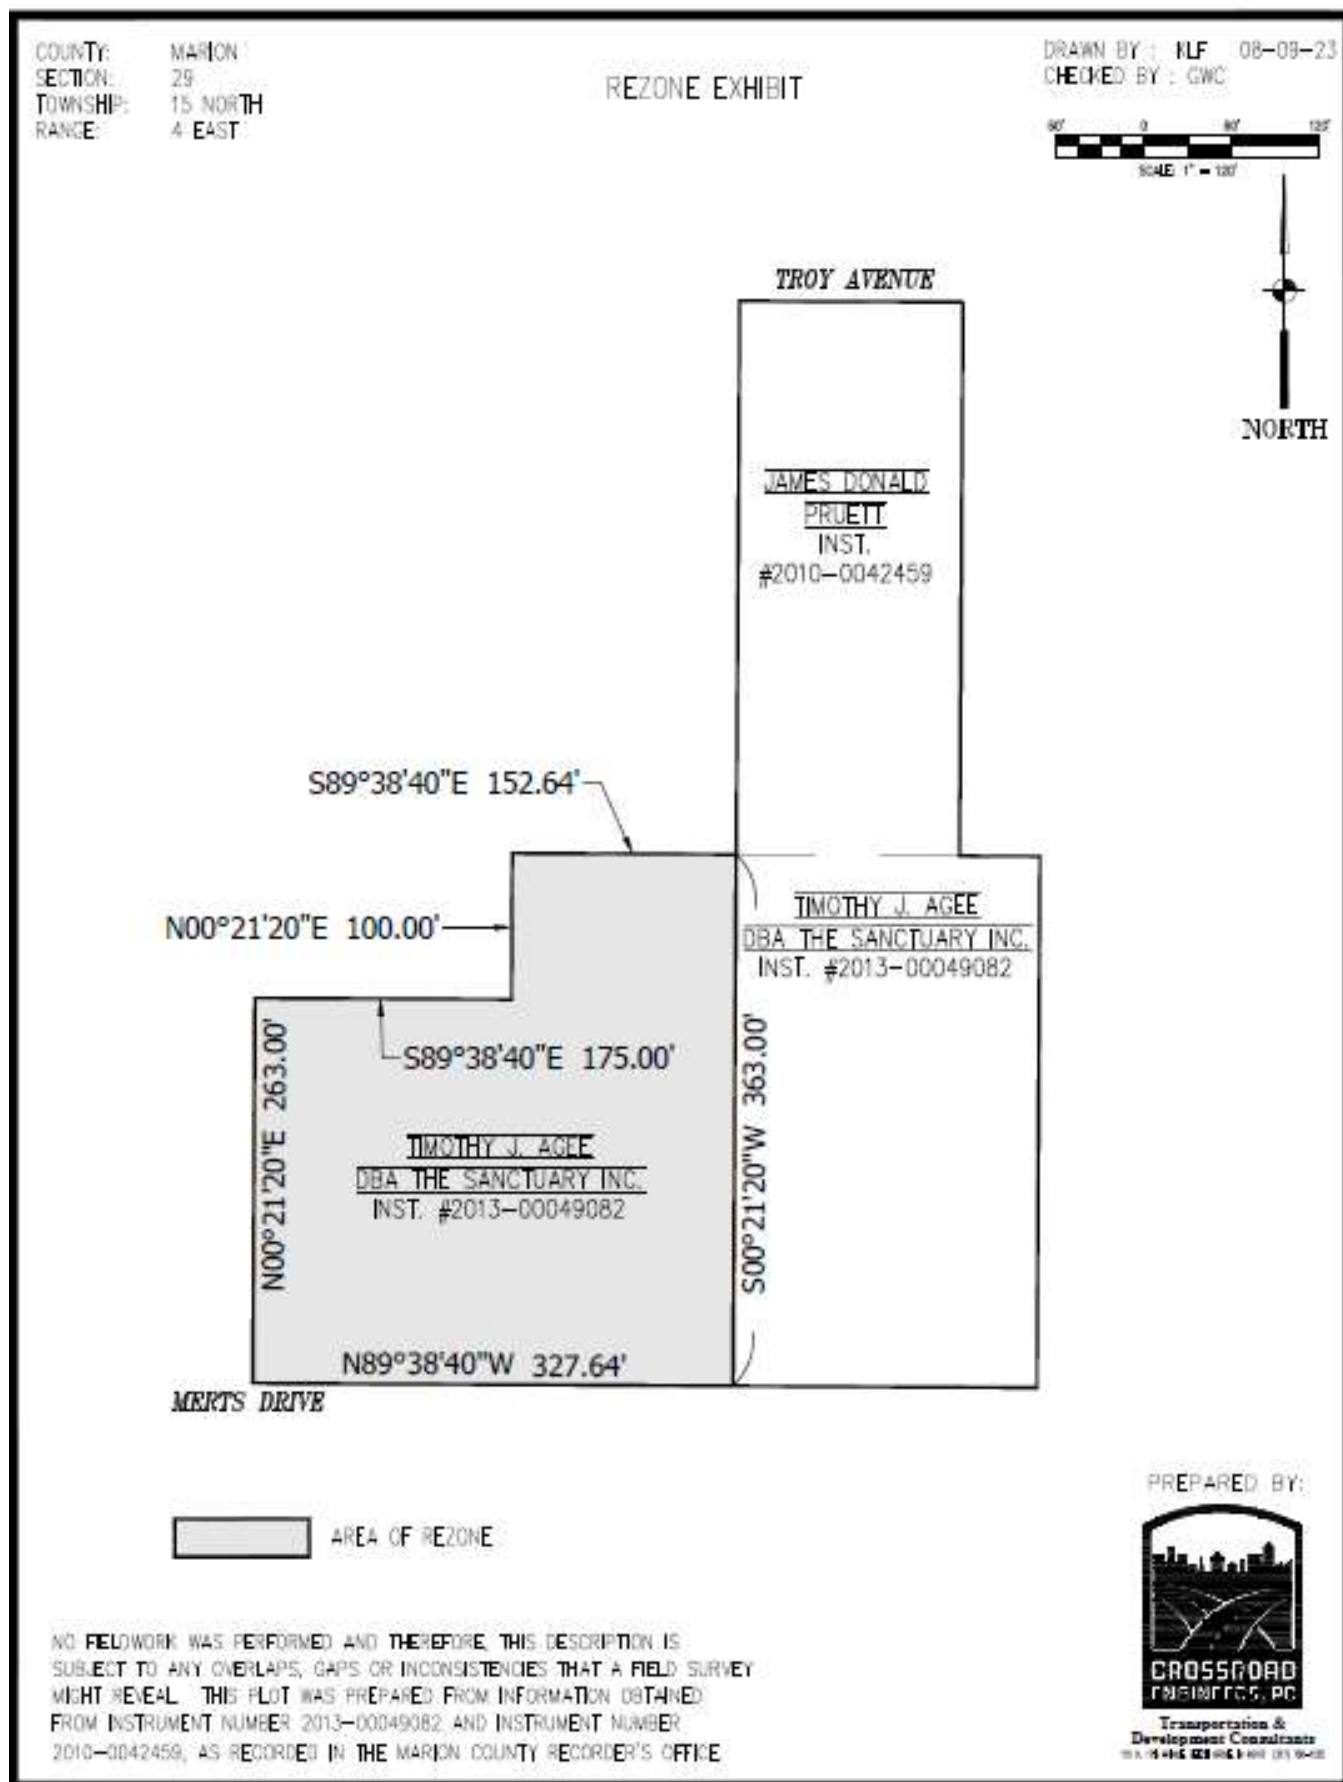 COUNTY: MARION
SECTION: 29
TOWNSHIP: 15 NORTH
RANGE: 4 EAST
REZONE EXHIBIT
DRAWN BY : KLF 08-09-23
CHECKED BY : GWC
60' 0 60' 120'
SCALE: 1" = 120'
NORTH
TROY AVENUE
JAMES DONALD
PRUETT
INST.
#2010-0042459
S89°38'40"E 152.64'
N00°21'20"E 100.00'
TIMOTHY J. AGEE
DBA THE SANCTUARY INC.
INST. #2013-00049082
N00°21'20"E 263.00'
S89°38'40"E 175.00'
S00°21'20"W 363.00'
TIMOTHY J. AGEE
DBA THE SANCTUARY INC.
INST. #2013-00049082
N89°38'40"W 327.64'
MERTS DRIVE
AREA OF REZONE
PREPARED BY:
CROSSROAD
ENGINEERS, PC
Transportation &
Development Consultants
NO FIELDWORK WAS PERFORMED AND THEREFORE, THIS DESCRIPTION IS
SUBJECT TO ANY OVERLAPS, GAPS OR INCONSISTENCIES THAT A FIELD SURVEY
MIGHT REVEAL. THIS PLOT WAS PREPARED FROM INFORMATION OBTAINED
FROM INSTRUMENT NUMBER 2013-00049082 AND INSTRUMENT NUMBER
2010-0042459, AS RECORDED IN THE MARION COUNTY RECORDER'S OFFICE